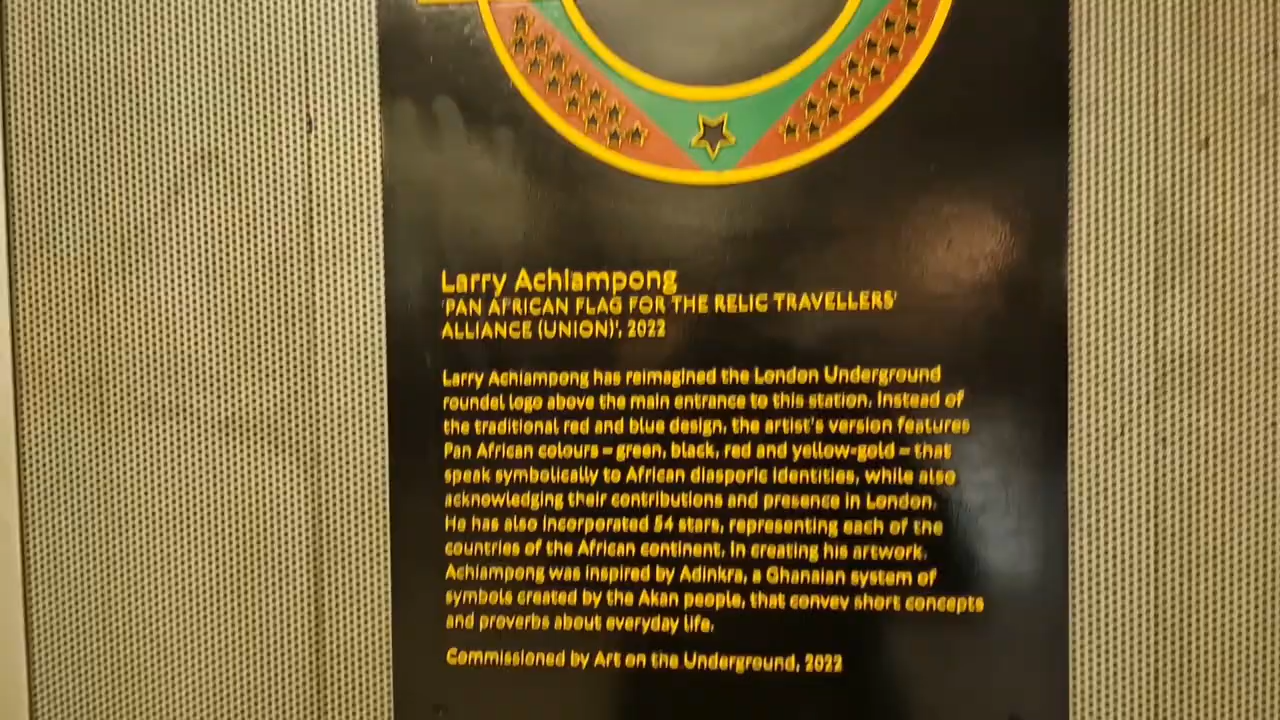 Larry Achiampong
'PAN AFRICAN FLAG FOR THE RELIC TRAVELLERS'
ALLIANCE (UNION)', 2022
Larry Achiampong has reimagined the London Underground
roundel logo above the main entrance to this station. Instead of
the traditional red and blue design, the artist's version features
Pan African colours – green, black, red and yellow-gold – that
speak symbolically to African diasporic identities, while also
acknowledging their contributions and presence in London.
He has also incorporated 54 stars, representing each of the
countries of the African continent. In creating his artwork,
Achiampong was inspired by Adinkra, a Ghanaian system of
symbols created by the Akan people, that convey short concepts
and proverbs about everyday life.
Commissioned by Art on the Underground, 2022